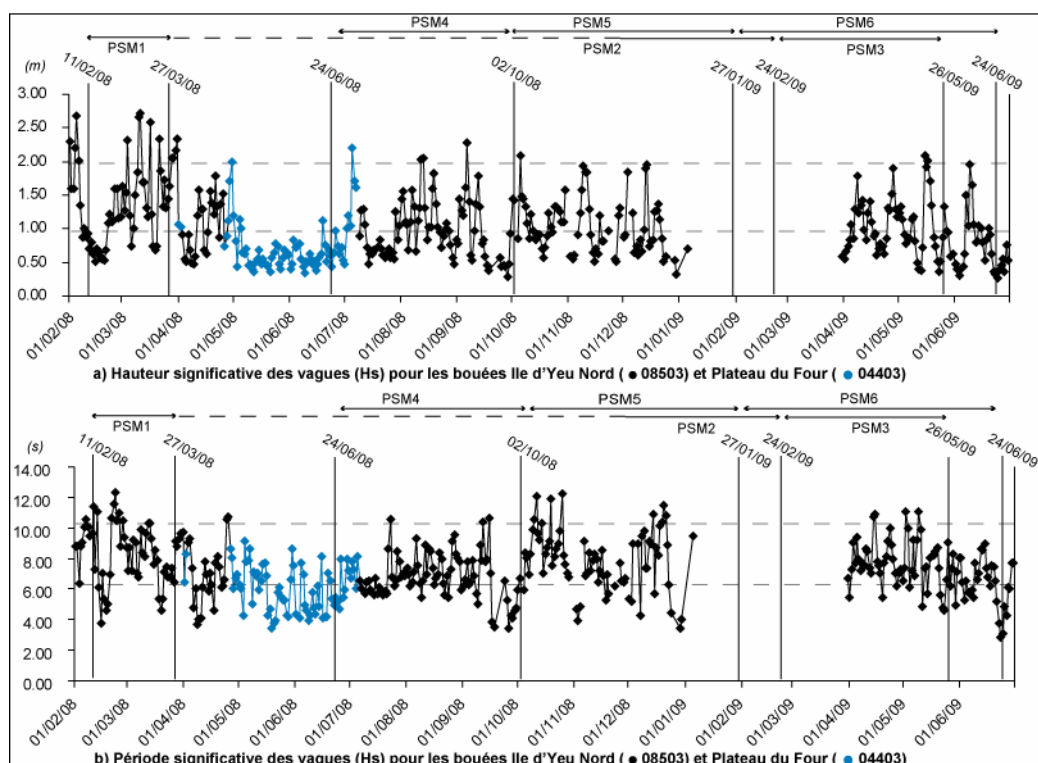 PSM4 PSM5 PSM6
PSM1 PSM2 PSM3
11/02/08 27/03/08 24/06/08 02/10/08 27/01/09 24/02/09 26/05/09 24/06/09
(m)
3.00
2.50
2.00
1.50
1.00
0.50
0.00
01/02/08 01/03/08 01/04/08 01/05/08 01/06/08 01/07/08 01/08/08 01/09/08 01/10/08 01/11/08 01/12/08 01/01/09 01/02/09 01/03/09 01/04/09 01/05/09 01/06/09
a) Hauteur significative des vagues (Hs) pour les bouées Ile d'Yeu Nord ( ● 08503) et Plateau du Four ( ● 04403)
PSM4 PSM5 PSM6
PSM1 PSM2 PSM3
11/02/08 27/03/08 24/06/08 02/10/08 27/01/09 24/02/09 26/05/09 24/06/09
(s)
14.00
12.00
10.00
8.00
6.00
4.00
2.00
0.00
01/02/08 01/03/08 01/04/08 01/05/08 01/06/08 01/07/08 01/08/08 01/09/08 01/10/08 01/11/08 01/12/08 01/01/09 01/02/09 01/03/09 01/04/09 01/05/09 01/06/09
b) Période significative des vagues (Hs) pour les bouées Ile d'Yeu Nord ( ● 08503) et Plateau du Four ( ● 04403)